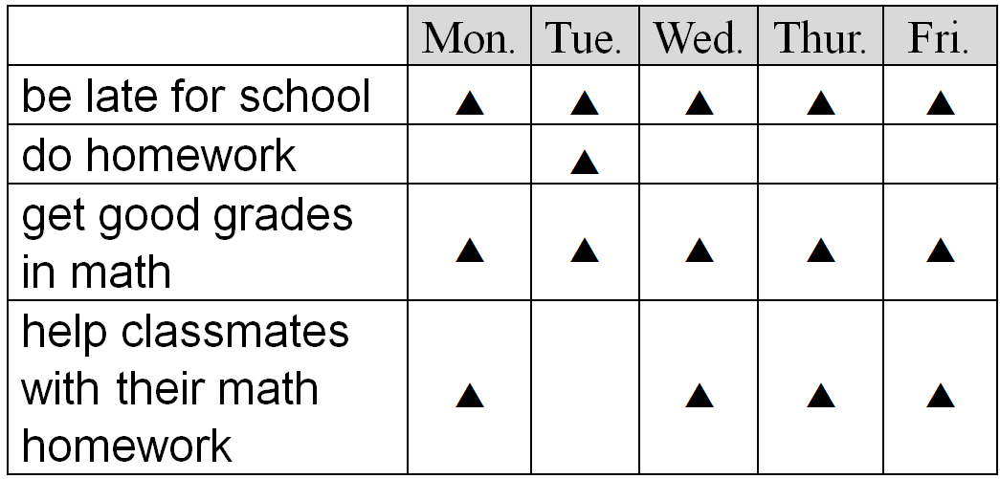 Mon. Tue. Wed. Thur. Fri.
be late for school ▲ ▲ ▲ ▲ ▲
do homework ▲
get good grades
in math ▲ ▲ ▲ ▲ ▲
help classmates
with their math ▲ ▲ ▲ ▲
homework